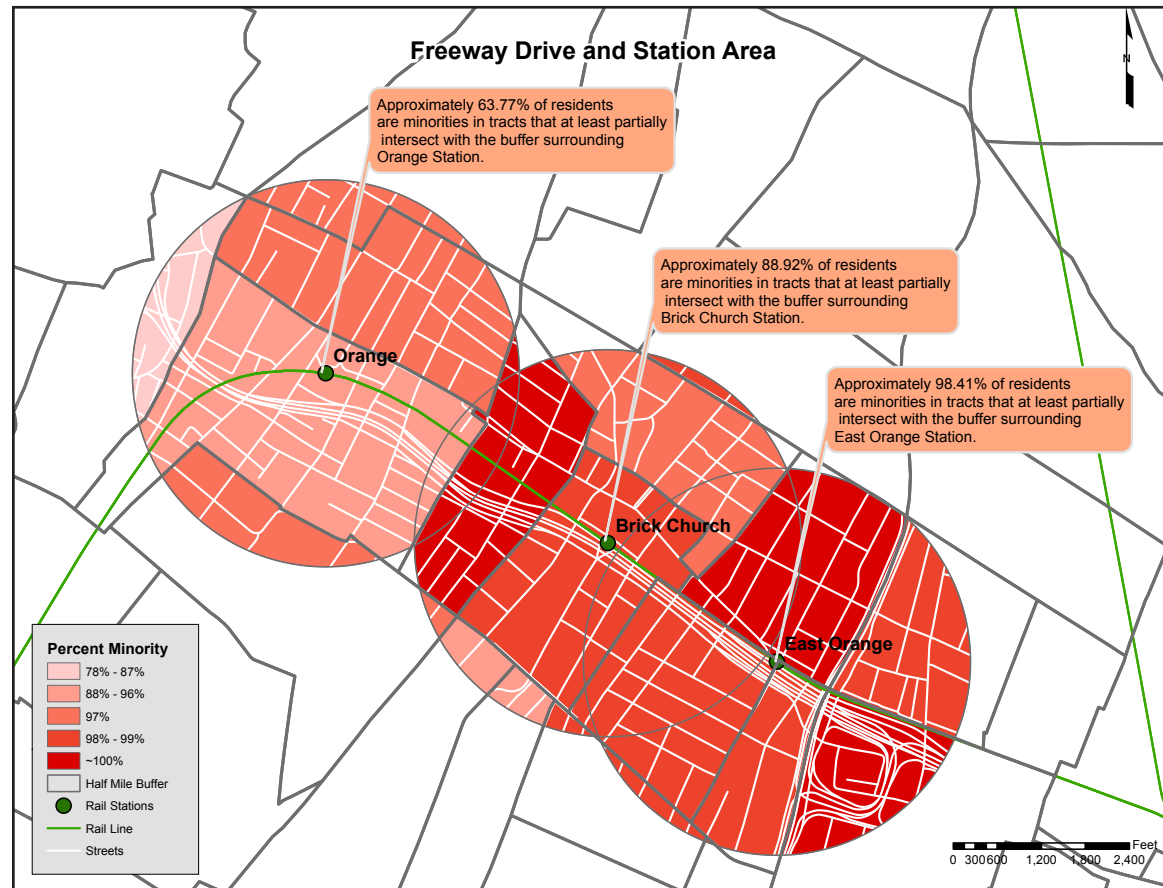 Freeway Drive and Station Area
N
Approximately 63.77% of residents
are minorities in tracts that at least partially
intersect with the buffer surrounding
Orange Station.
Approximately 88.92% of residents
are minorities in tracts that at least partially
intersect with the buffer surrounding
Brick Church Station.
Orange
Approximately 98.41% of residents
are minorities in tracts that at least partially
intersect with the buffer surrounding
East Orange Station.
Brick Church
East Orange
Percent Minority
78% - 87%
88% - 96%
97%
98% - 99%
~100%
Half Mile Buffer
Rail Stations
Rail Line
Streets
Feet
0 300 600 1,200 1,800 2,400